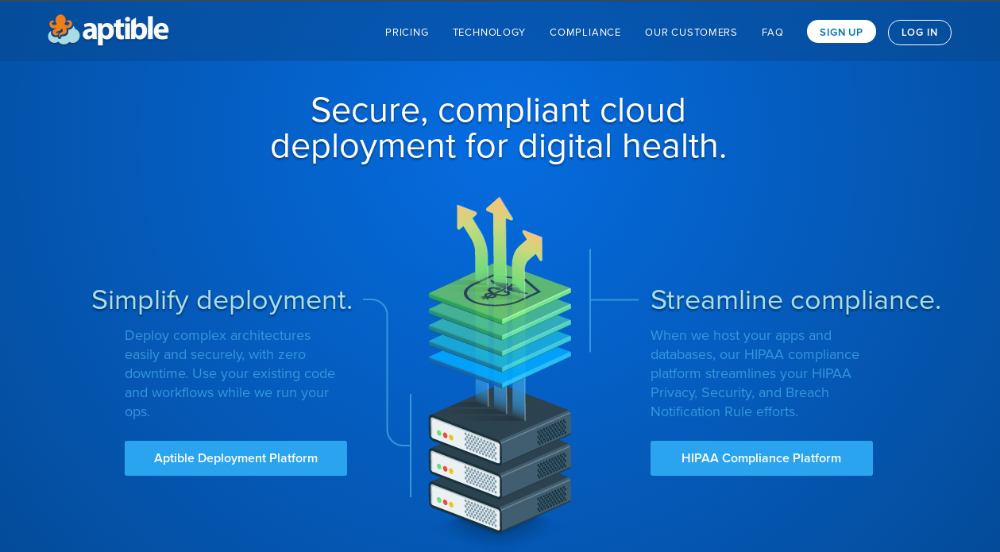 aptible
PRICING
TECHNOLOGY
COMPLIANCE
OUR CUSTOMERS
FAQ
SIGN UP
LOG IN
Secure, compliant cloud
deployment for digital health.
Simplify deployment.
Deploy complex architectures
easily and securely, with zero
downtime. Use your existing code
and workflows while we run your
ops.
Aptible Deployment Platform
Streamline compliance.
When we host your apps and
databases, our HIPAA compliance
platform streamlines your HIPAA
Privacy, Security, and Breach
Notification Rule efforts.
HIPAA Compliance Platform